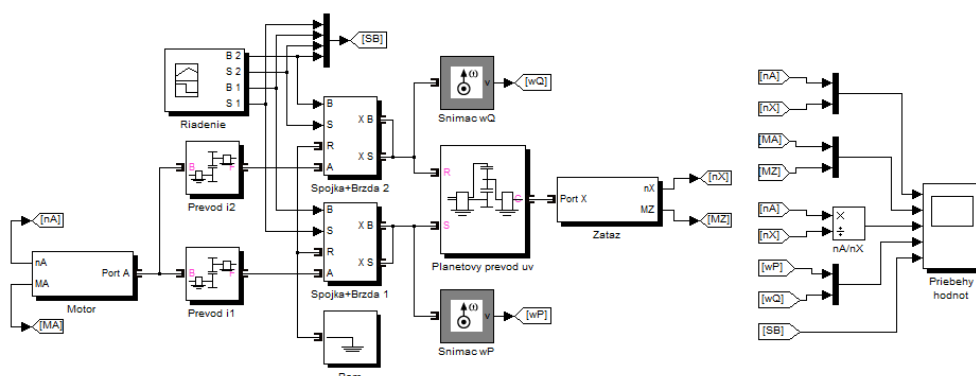 [SB]
B 2
S 2
B 1
S 1
Riadenie
B
S
R
A
X B
X S
Spojka+Brzda 2
v
[wQ]
Snimac wQ
B
F
Prevod i2
R
S
C
Planetovy prevod uv
Port X
nX
MZ
Zataz
[nX]
[MZ]
[nA]
nA
MA
Port A
Motor
[MA]
B
F
Prevod i1
B
S
R
A
X B
X S
Spojka+Brzda 1
v
[wP]
Snimac wP
[nA]
[nX]
[MA]
[MZ]
[nA]
[nX]
×
÷
nA/nX
[wP]
[wQ]
[SB]
Priebehy
hodnot